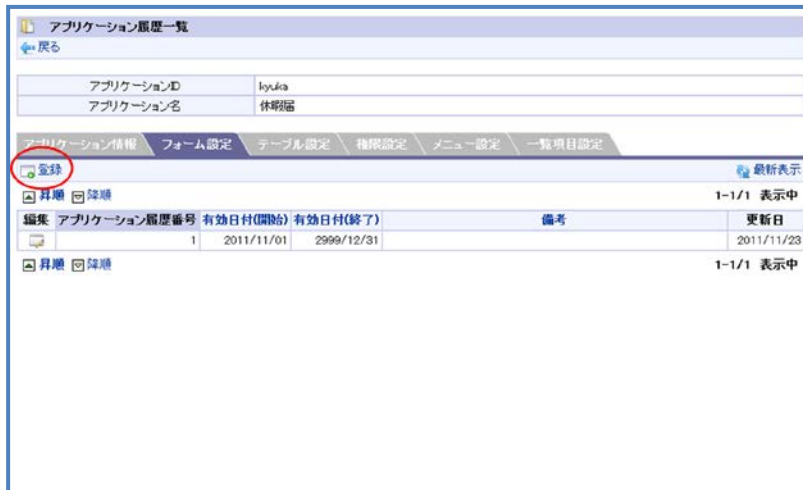 アプリケーション履歴一覧
戻る
アプリケーションID kyuka
アプリケーション名 休暇届
アプリケーション情報 フォーム設定 テーブル設定 権限設定 メニュー設定 一覧項目設定
登録 最新表示
昇順 降順 1-1/1 表示中
編集 アプリケーション履歴番号 有効日付(開始) 有効日付(終了) 備考 更新日
1 2011/11/01 2999/12/31 2011/11/23
昇順 降順 1-1/1 表示中